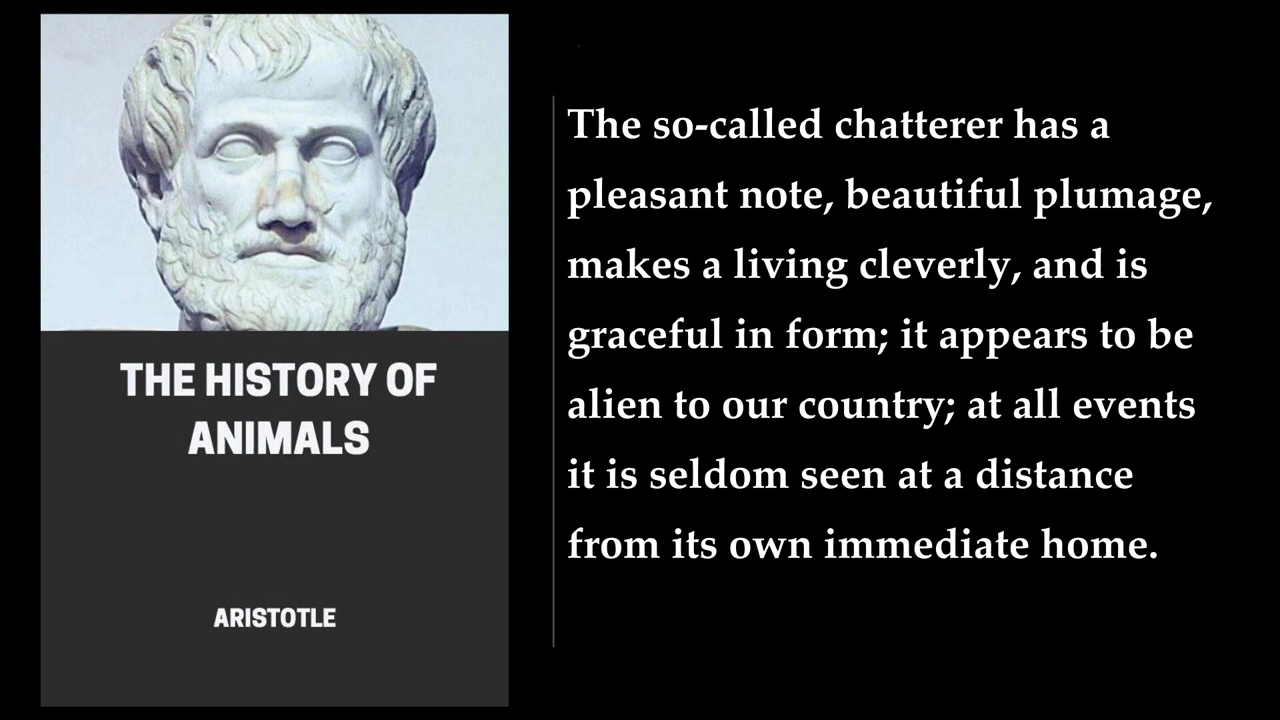 THE HISTORY OF
ANIMALS
ARISTOTLE
The so-called chatterer has a
pleasant note, beautiful plumage,
makes a living cleverly, and is
graceful in form; it appears to be
alien to our country; at all events
it is seldom seen at a distance
from its own immediate home.